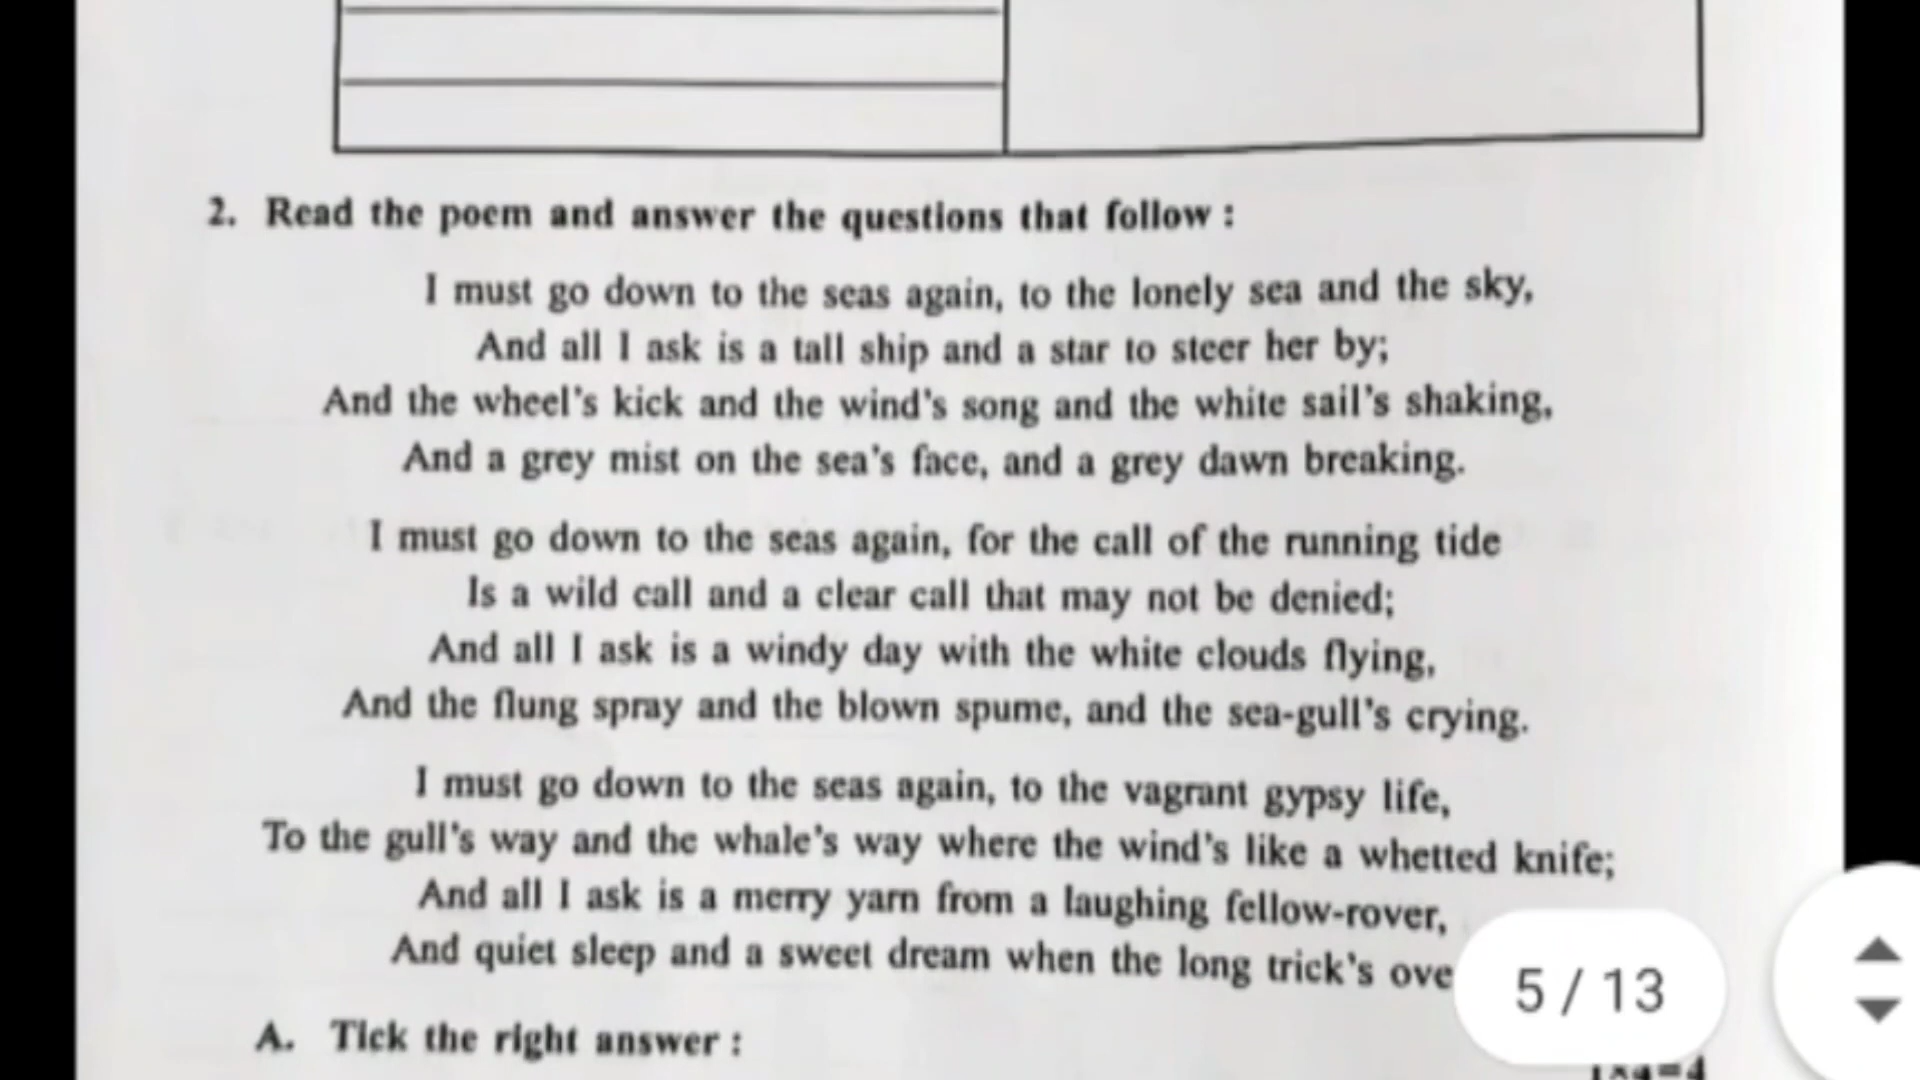 2. Read the poem and answer the questions that follow :
I must go down to the seas again, to the lonely sea and the sky,
And all I ask is a tall ship and a star to steer her by;
And the wheel's kick and the wind's song and the white sail's shaking,
And a grey mist on the sea's face, and a grey dawn breaking.
I must go down to the seas again, for the call of the running tide
Is a wild call and a clear call that may not be denied;
And all I ask is a windy day with the white clouds flying,
And the flung spray and the blown spume, and the sea-gull's crying.
I must go down to the seas again, to the vagrant gypsy life,
To the gull's way and the whale's way where the wind's like a whetted knife;
And all I ask is a merry yarn from a laughing fellow-rover,
And quiet sleep and a sweet dream when the long trick's ove
5 / 13
A. Tick the right answer :